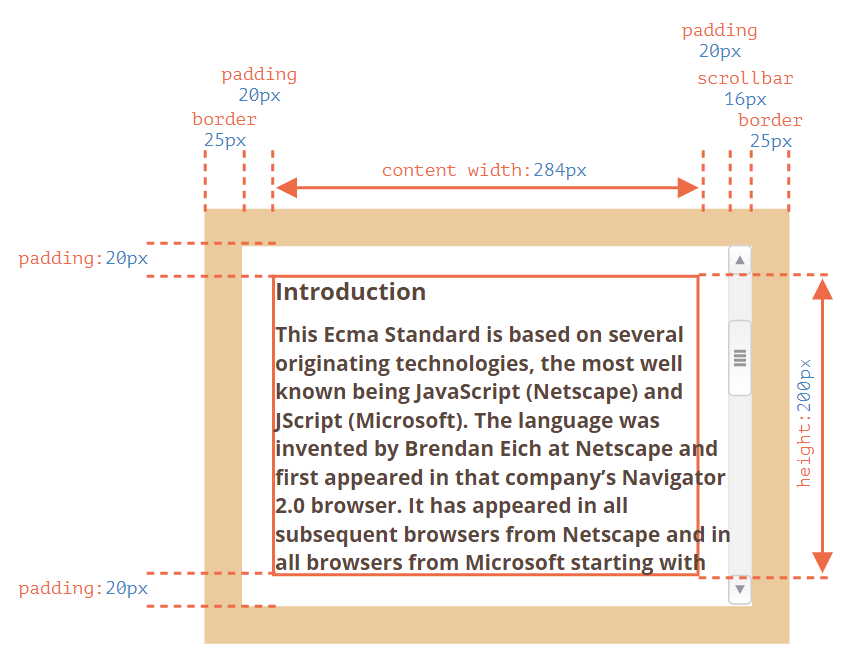 padding
20px
padding
20px
scrollbar
16px
border
25px
border
25px
content width:284px
padding:20px
Introduction
This Ecma Standard is based on several
originating technologies, the most well
known being JavaScript (Netscape) and
JScript (Microsoft). The language was
invented by Brendan Eich at Netscape and
first appeared in that company’s Navigator
2.0 browser. It has appeared in all
subsequent browsers from Netscape and in
all browsers from Microsoft starting with
height:200px
padding:20px